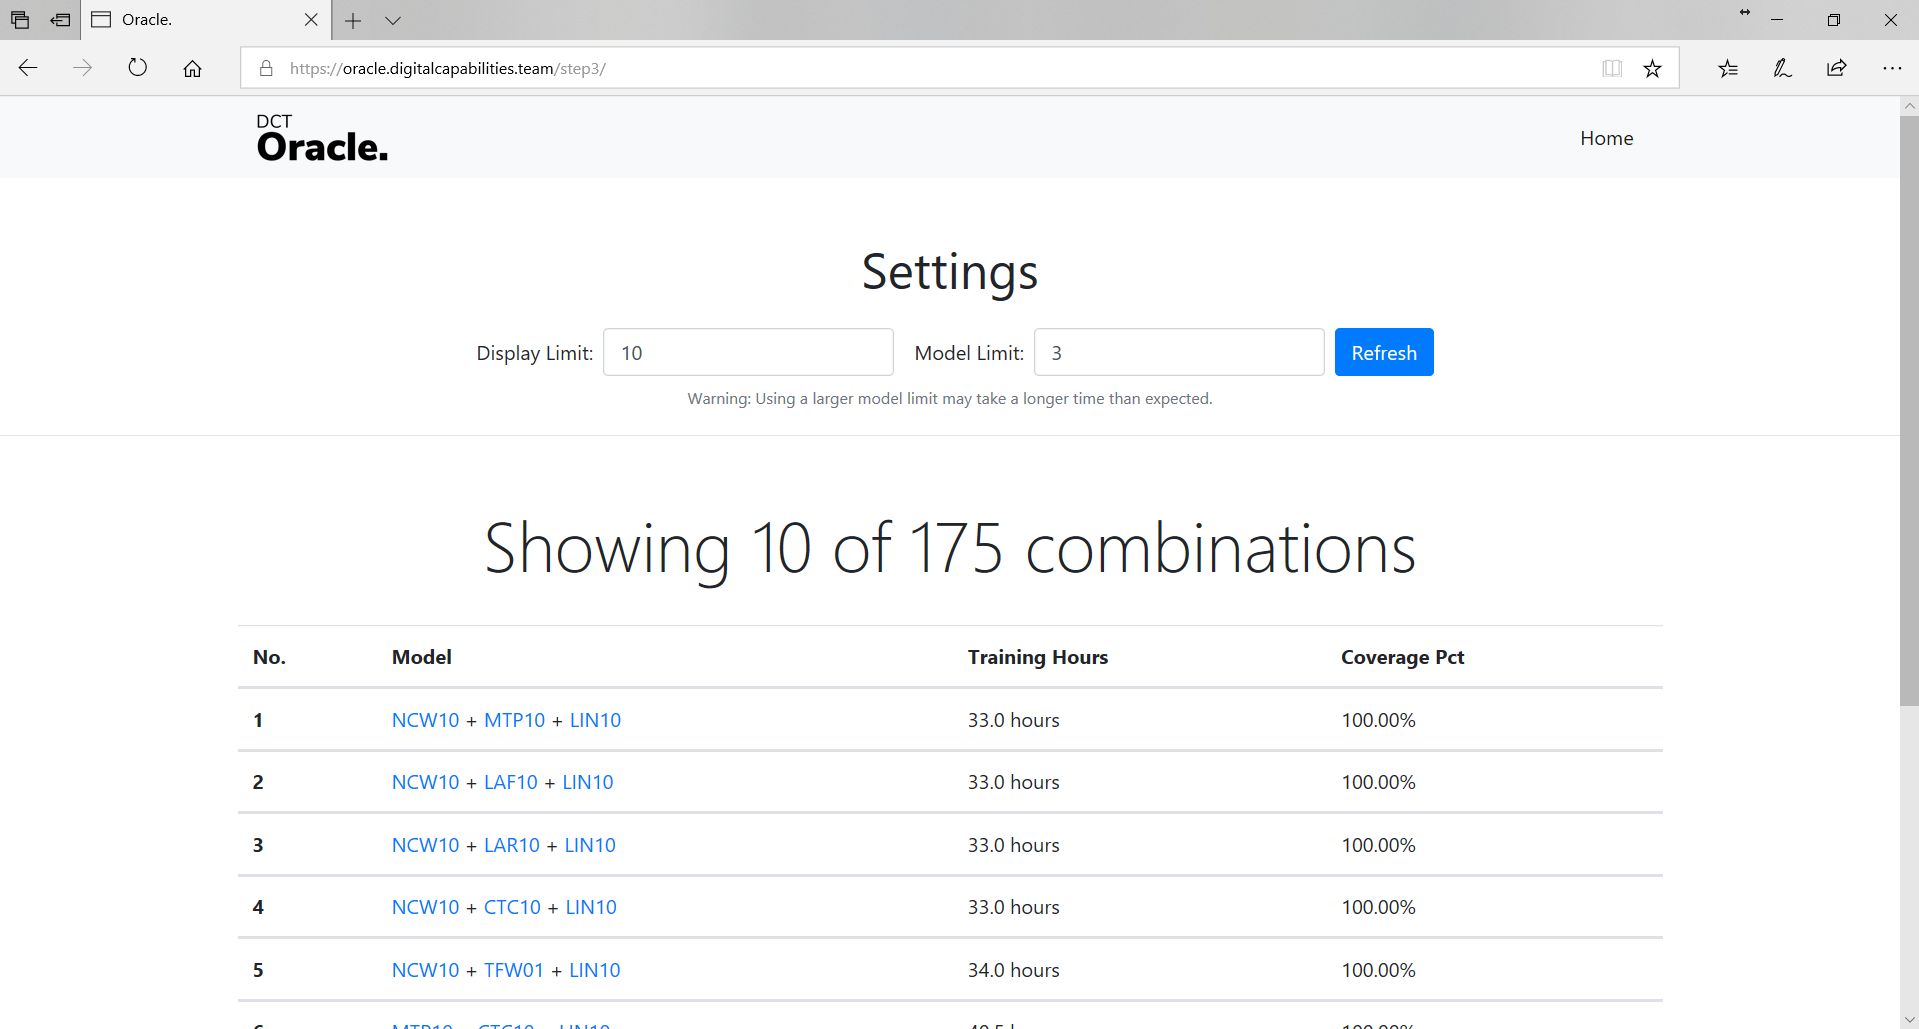 Oracle.
https://oracle.digitalcapabilities.team/step3/
DCT
Oracle.
Home
Settings
Display Limit: 10 Model Limit: 3 Refresh
Warning: Using a larger model limit may take a longer time than expected.
Showing 10 of 175 combinations
No. Model Training Hours Coverage Pct
1 NCW10 + MTP10 + LIN10 33.0 hours 100.00%
2 NCW10 + LAF10 + LIN10 33.0 hours 100.00%
3 NCW10 + LAR10 + LIN10 33.0 hours 100.00%
4 NCW10 + CTC10 + LIN10 33.0 hours 100.00%
5 NCW10 + TFW01 + LIN10 34.0 hours 100.00%